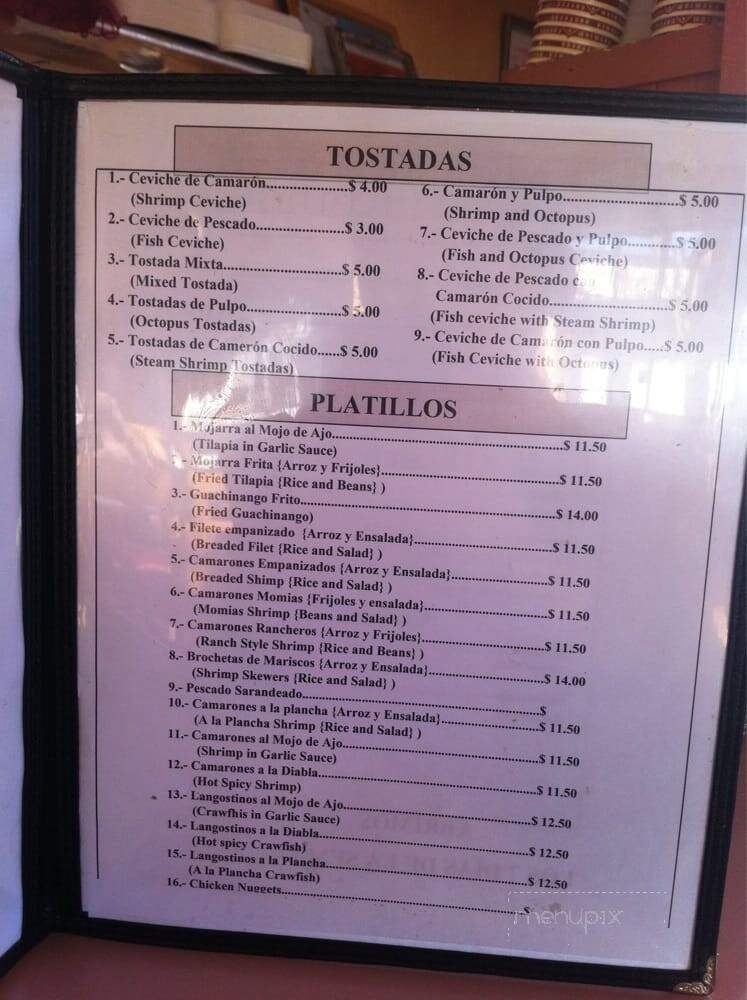 TOSTADAS
1.- Ceviche de Camarón......................$ 4.00
(Shrimp Ceviche)
2.- Ceviche de Pescado.......................$ 3.00
(Fish Ceviche)
3.- Tostada Mixta...............................$ 5.00
(Mixed Tostada)
4.- Tostadas de Pulpo.........................$ 5.00
(Octopus Tostadas)
5.- Tostadas de Camerón Cocido......$ 5.00
(Steam Shrimp Tostadas)
6.- Camarón y Pulpo.............................$ 5.00
(Shrimp and Octopus)
7.- Ceviche de Pescado y Pulpo............$ 5.00
(Fish and Octopus Ceviche)
8.- Ceviche de Pescado con
Camarón Cocido..............................$ 5.00
(Fish ceviche with Steam Shrimp)
9.- Ceviche de Camarón con Pulpo.....$ 5.00
(Fish Ceviche with Octopus)
PLATILLOS
1.- Mojarra al Mojo de Ajo..............................................................$ 11.50
(Tilapia in Garlic Sauce)
- Mojarra Frita {Arroz y Frijoles}................................................$ 11.50
(Fried Tilapia {Rice and Beans} )
3.- Guachinango Frito....................................................................$ 14.00
(Fried Guachinango)
4.- Filete empanizado {Arroz y Ensalada}......................................$ 11.50
(Breaded Filet {Rice and Salad} )
5.- Camarones Empanizados {Arroz y Ensalada}..........................$ 11.50
(Breaded Shimp {Rice and Salad} )
6.- Camarones Momias {Frijoles y ensalada}.................................$ 11.50
(Momias Shrimp {Beans and Salad} )
7.- Camarones Rancheros {Arroz y Frijoles}.................................$ 11.50
(Ranch Style Shrimp {Rice and Beans} )
8.- Brochetas de Mariscos {Arroz y Ensalada}...............................$ 14.00
(Shrimp Skewers {Rice and Salad} )
9.- Pescado Sarandeado.................................................................$
10.- Camarones a la plancha {Arroz y Ensalada}..........................$ 11.50
(A la Plancha Shrimp {Rice and Salad} )
11.- Camarones al Mojo de Ajo.....................................................$ 11.50
(Shrimp in Garlic Sauce)
12.- Camarones a la Diabla...........................................................$ 11.50
(Hot Spicy Shrimp)
13.- Langostinos al Mojo de Ajo....................................................$ 12.50
(Crawfhis in Garlic Sauce)
14.- Langostinos a la Diabla..........................................................$ 12.50
(Hot spicy Crawfish)
15.- Langostinos a la Plancha........................................................$ 12.50
(A la Plancha Crawfish)
16.- Chicken Nuggets....................................................................$
menupix